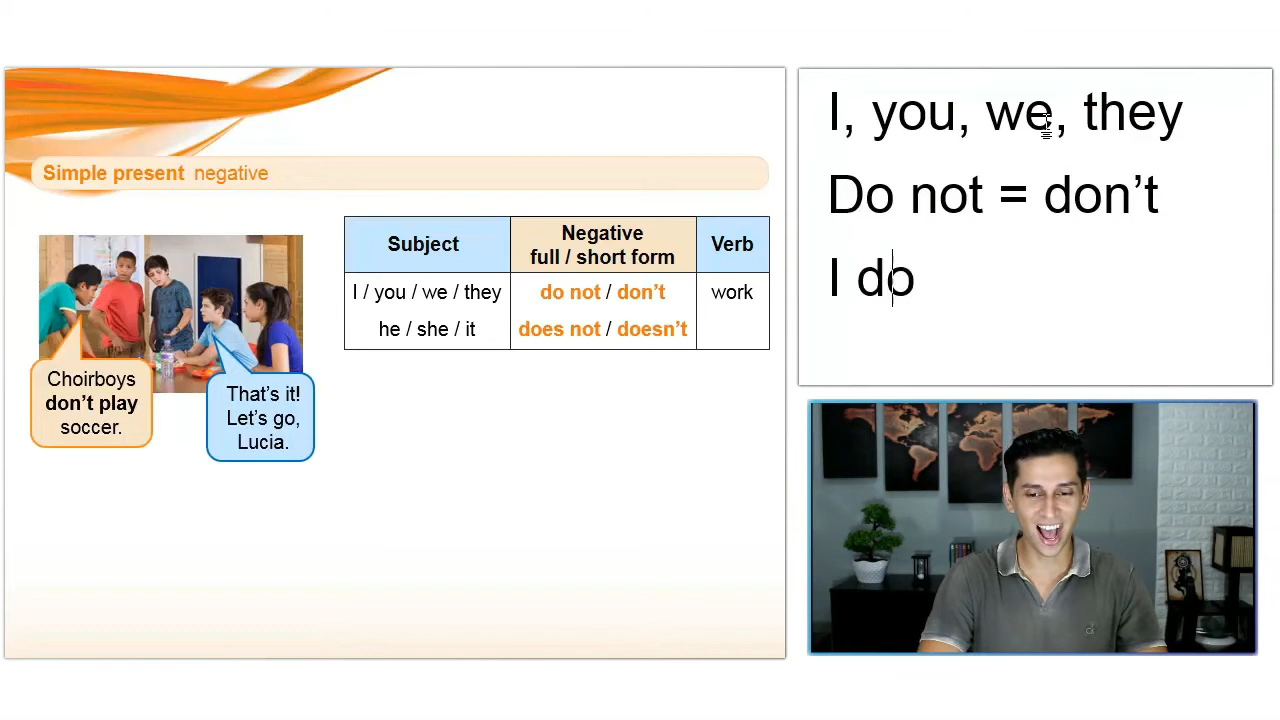 Simple present negative
Subject
Negative
full / short form
Verb
I / you / we / they
do not / don't
work
he / she / it
does not / doesn't
Choirboys
don't play
soccer.
That's it!
Let's go,
Lucia.
I, you, we, they
Do not = don’t
I do